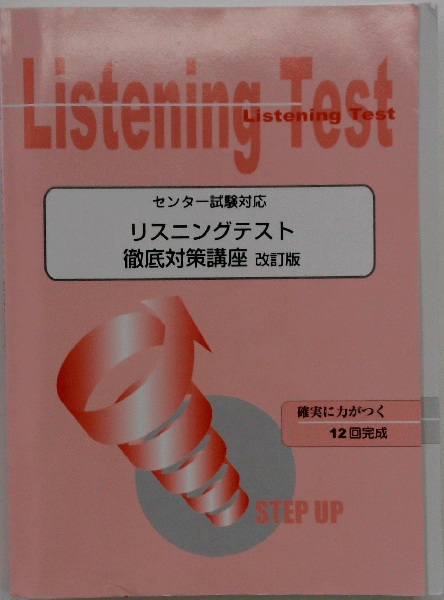 Listening Test
Listening Test
センター試験対応
リスニングテスト
徹底対策講座 改訂版
確実に力がつく
12回完成
STEP UP